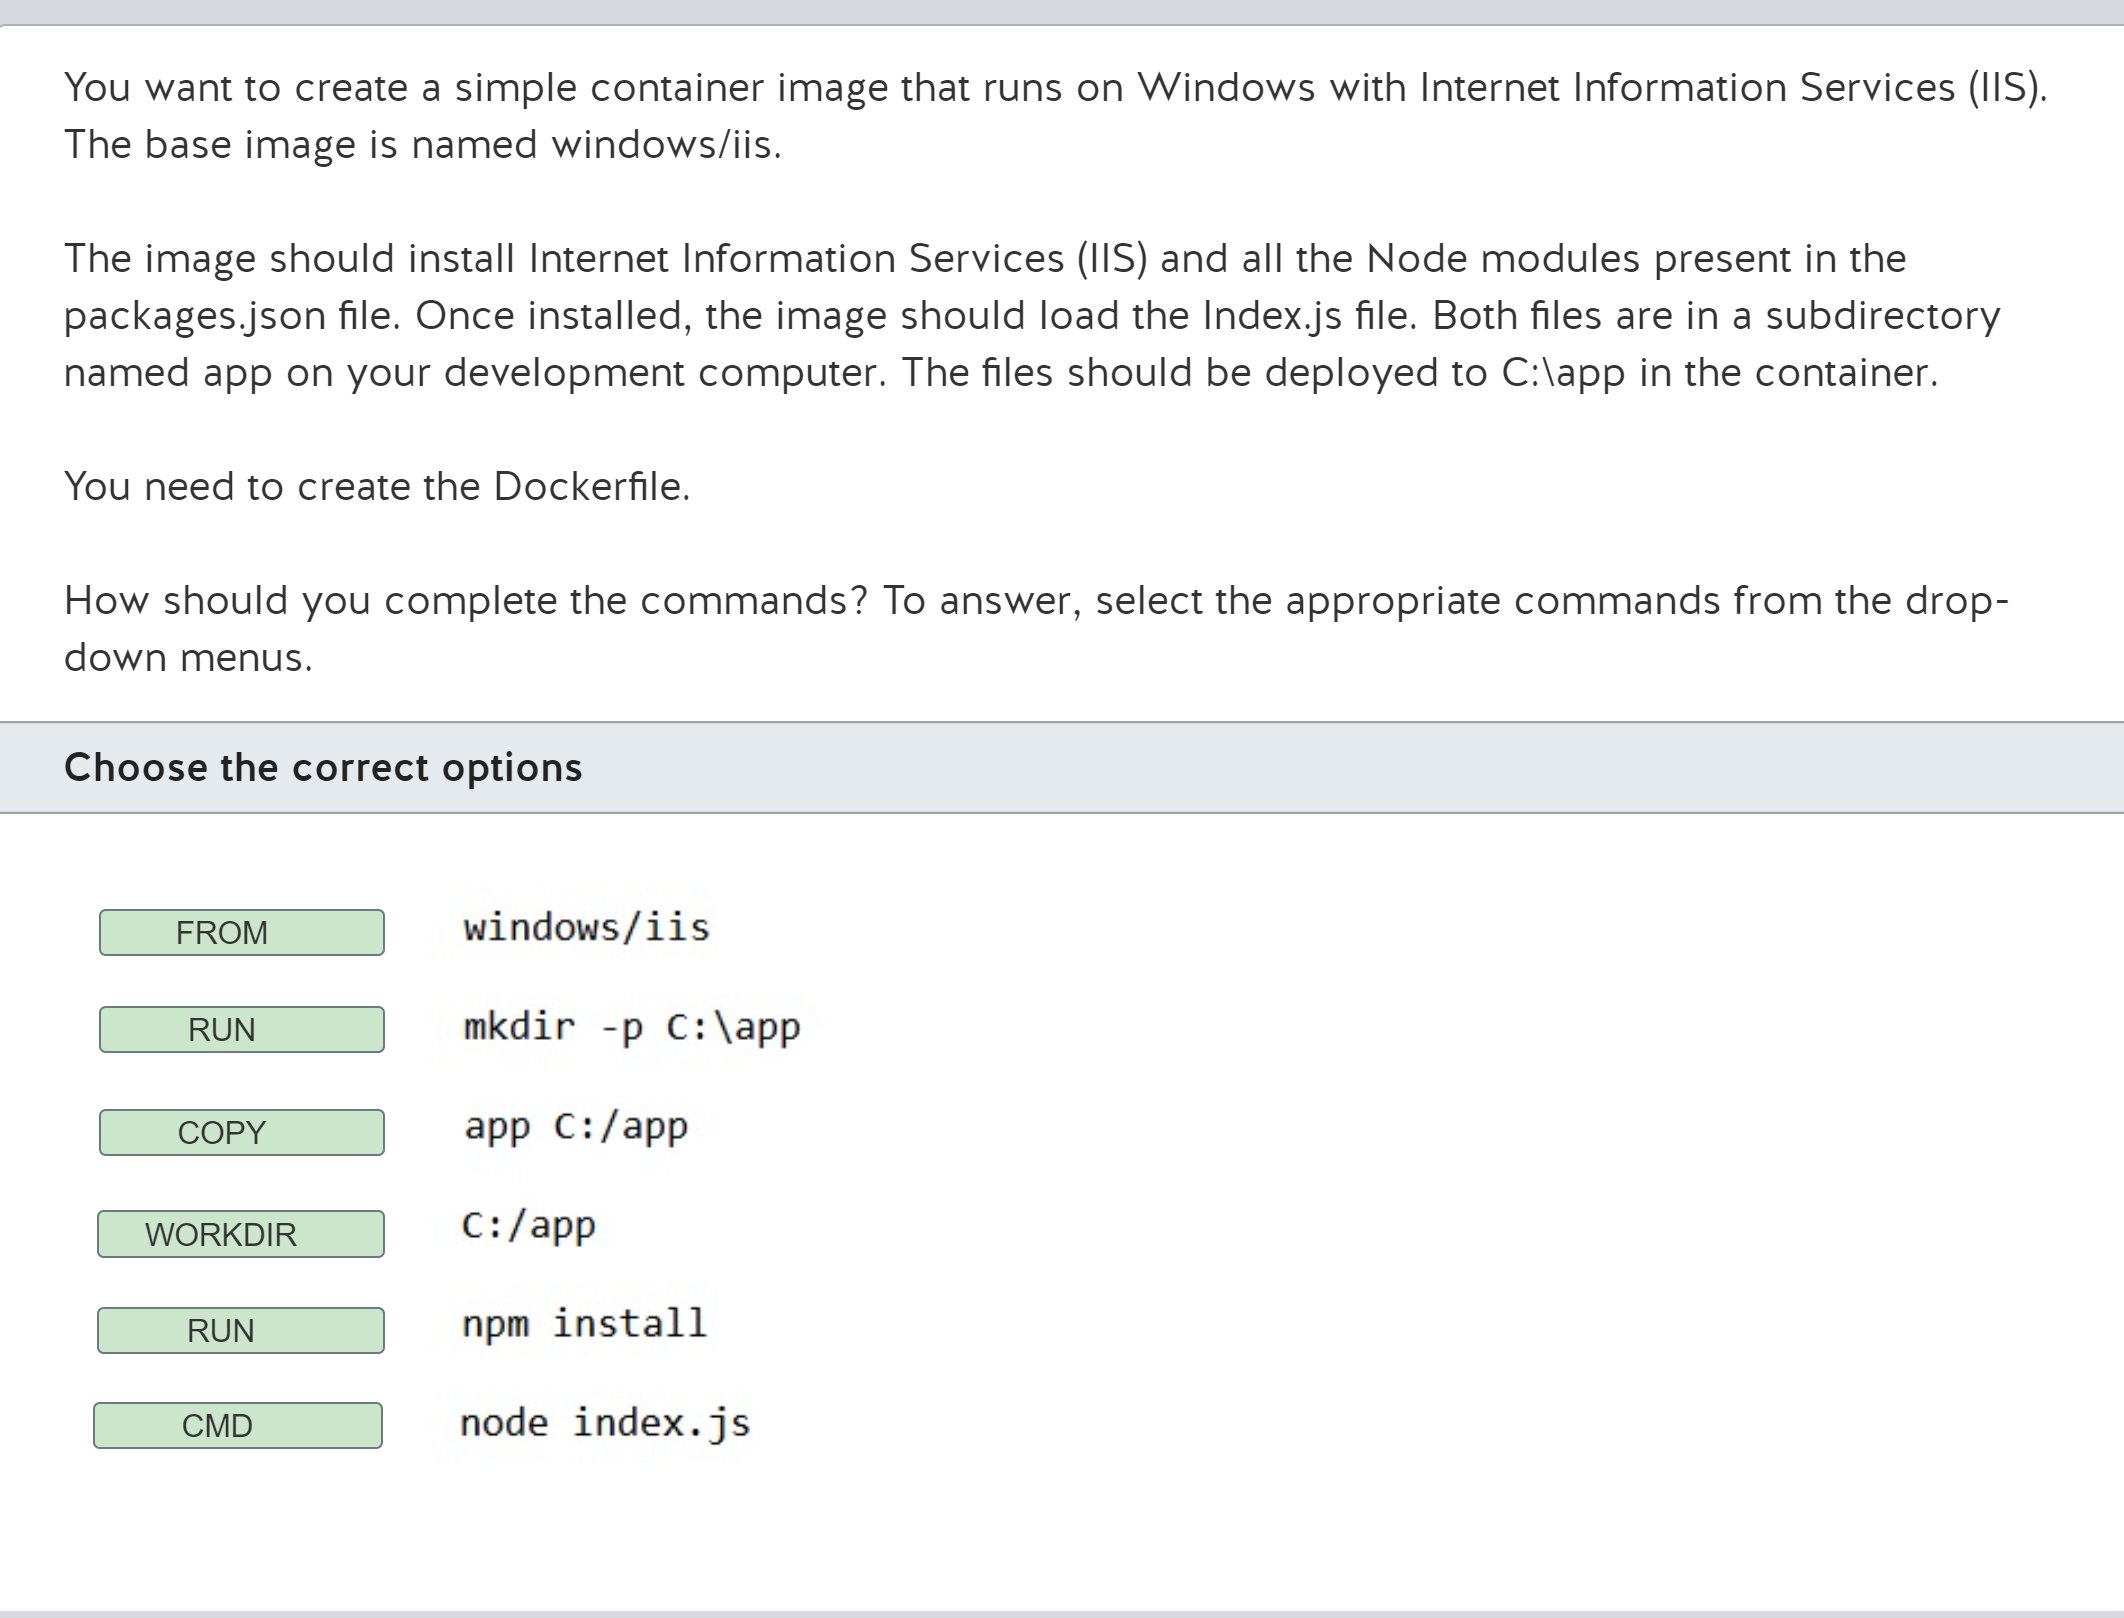 You want to create a simple container image that runs on Windows with Internet Information Services (IIS).
The base image is named windows/iis.
The image should install Internet Information Services (IIS) and all the Node modules present in the
packages.json file. Once installed, the image should load the Index.js file. Both files are in a subdirectory
named app on your development computer. The files should be deployed to C:\app in the container.
You need to create the Dockerfile.
How should you complete the commands? To answer, select the appropriate commands from the drop-
down menus.
Choose the correct options
FROM windows/iis
RUN mkdir -p C:\app
COPY app C:/app
WORKDIR C:/app
RUN npm install
CMD node index.js